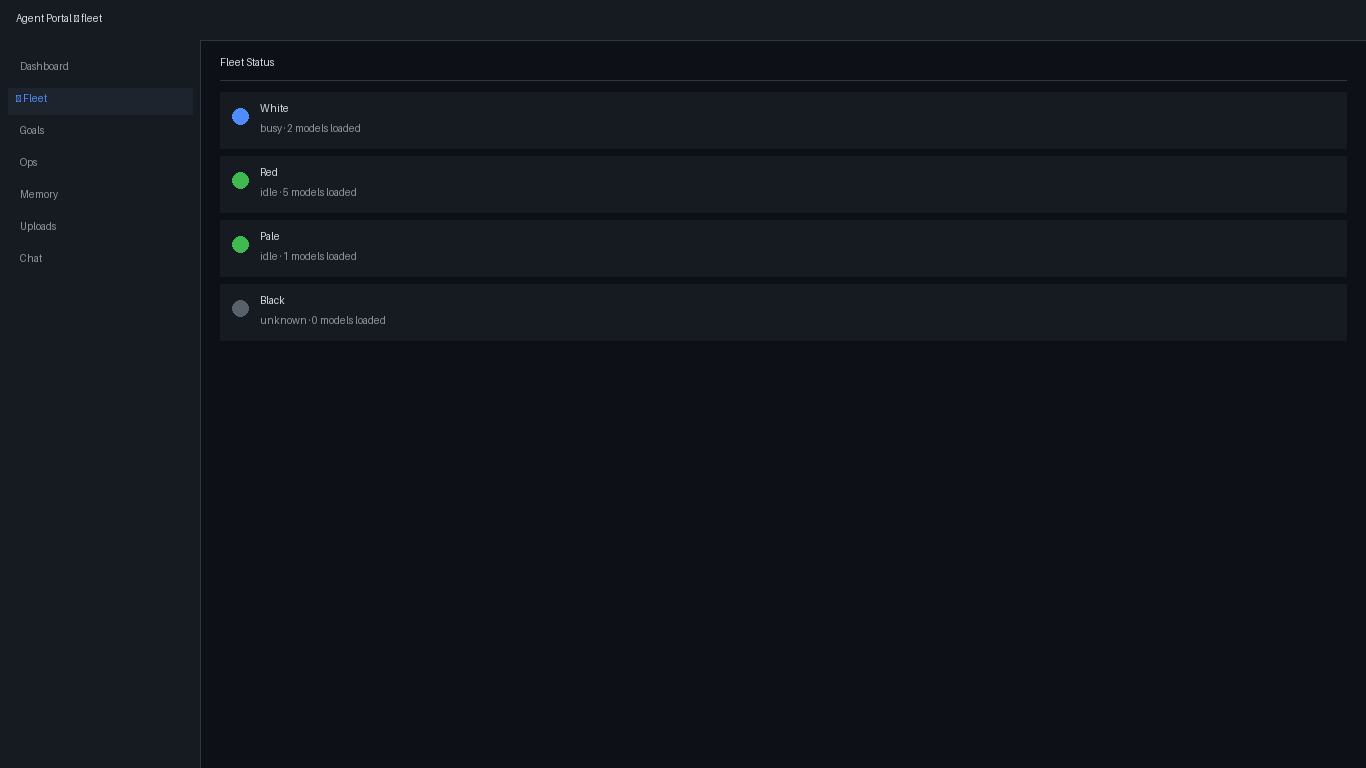 Agent Portal ▯ fleet
Dashboard
▯ Fleet
Goals
Ops
Memory
Uploads
Chat
Fleet Status
White
busy · 2 models loaded
Red
idle · 5 models loaded
Pale
idle · 1 models loaded
Black
unknown · 0 models loaded